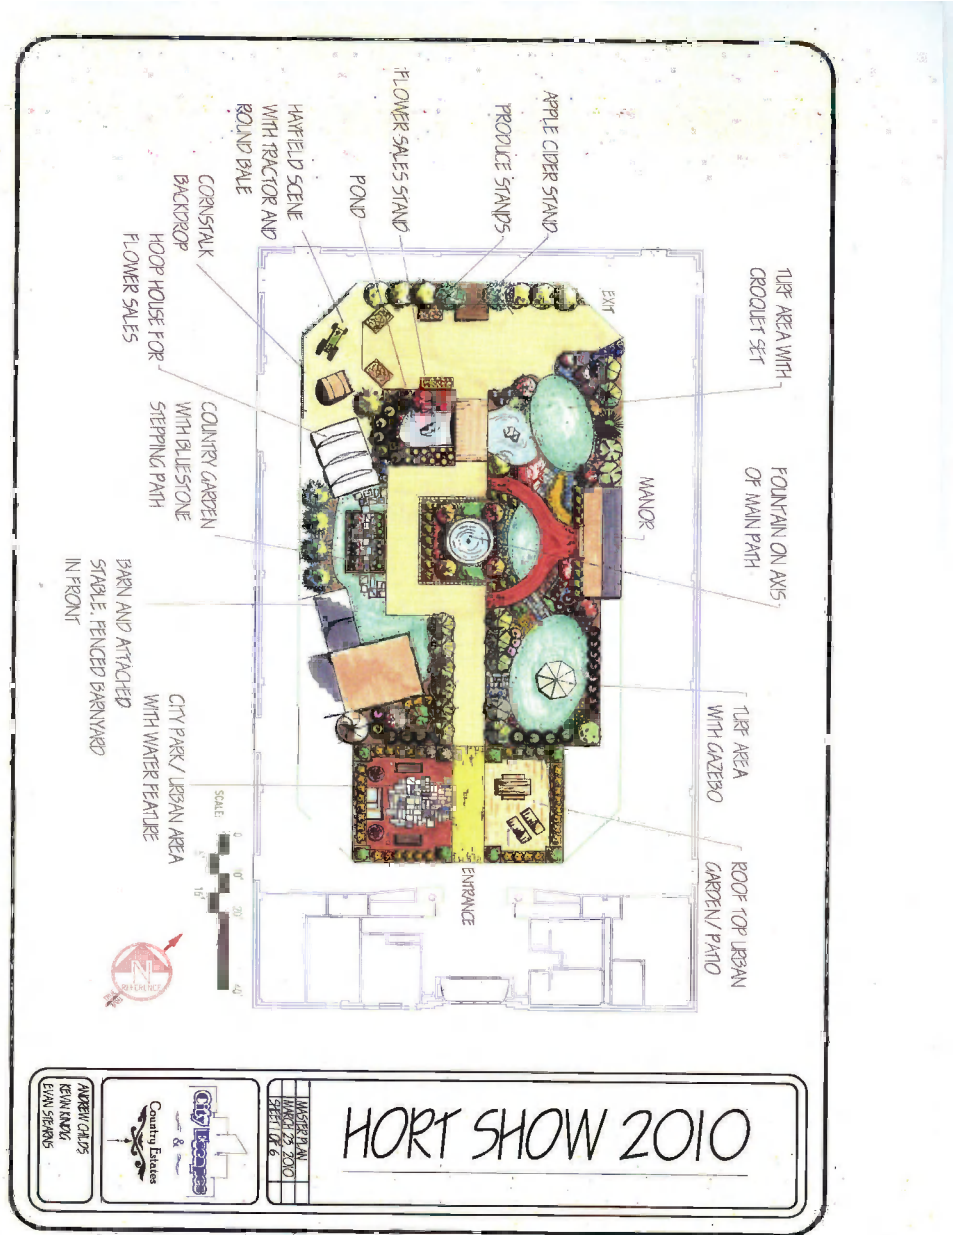 APPLE CIDER STAND
PRODUCE STANDS
FLOWER SALES STAND
POND
HAYFIELD SCENE
WITH TRACTOR AND
ROUND BALE
CORNSTALK
BACKDROP
HOOP HOUSE FOR
FLOWER SALES
COUNTRY GARDEN
WITH BLUESTONE
STEPPING PATH
BARN AND ATTACHED
STABLE. FENCED BARNYARD
IN FRONT
CITY PARK/ URBAN AREA
WITH WATER FEATURE
TURF AREA WITH
CROQUET SET
FOUNTAIN ON AXIS
OF MAIN PATH
MANOR
TURF AREA
WITH GAZEBO
ROOF TOP URBAN
GARDEN/ PATIO
EXIT
ENTRANCE
SCALE:
0
10'
20'
40'
5'
15'
N
REFERENCE
HORT SHOW 2010
MASTER PLAN
MARCH 23, 2010
SHEET 1 OF 6
City Escapes
&
Country Estates
ANDREW CHILDS
KEVIN KINDIG
EVAN STEARNS